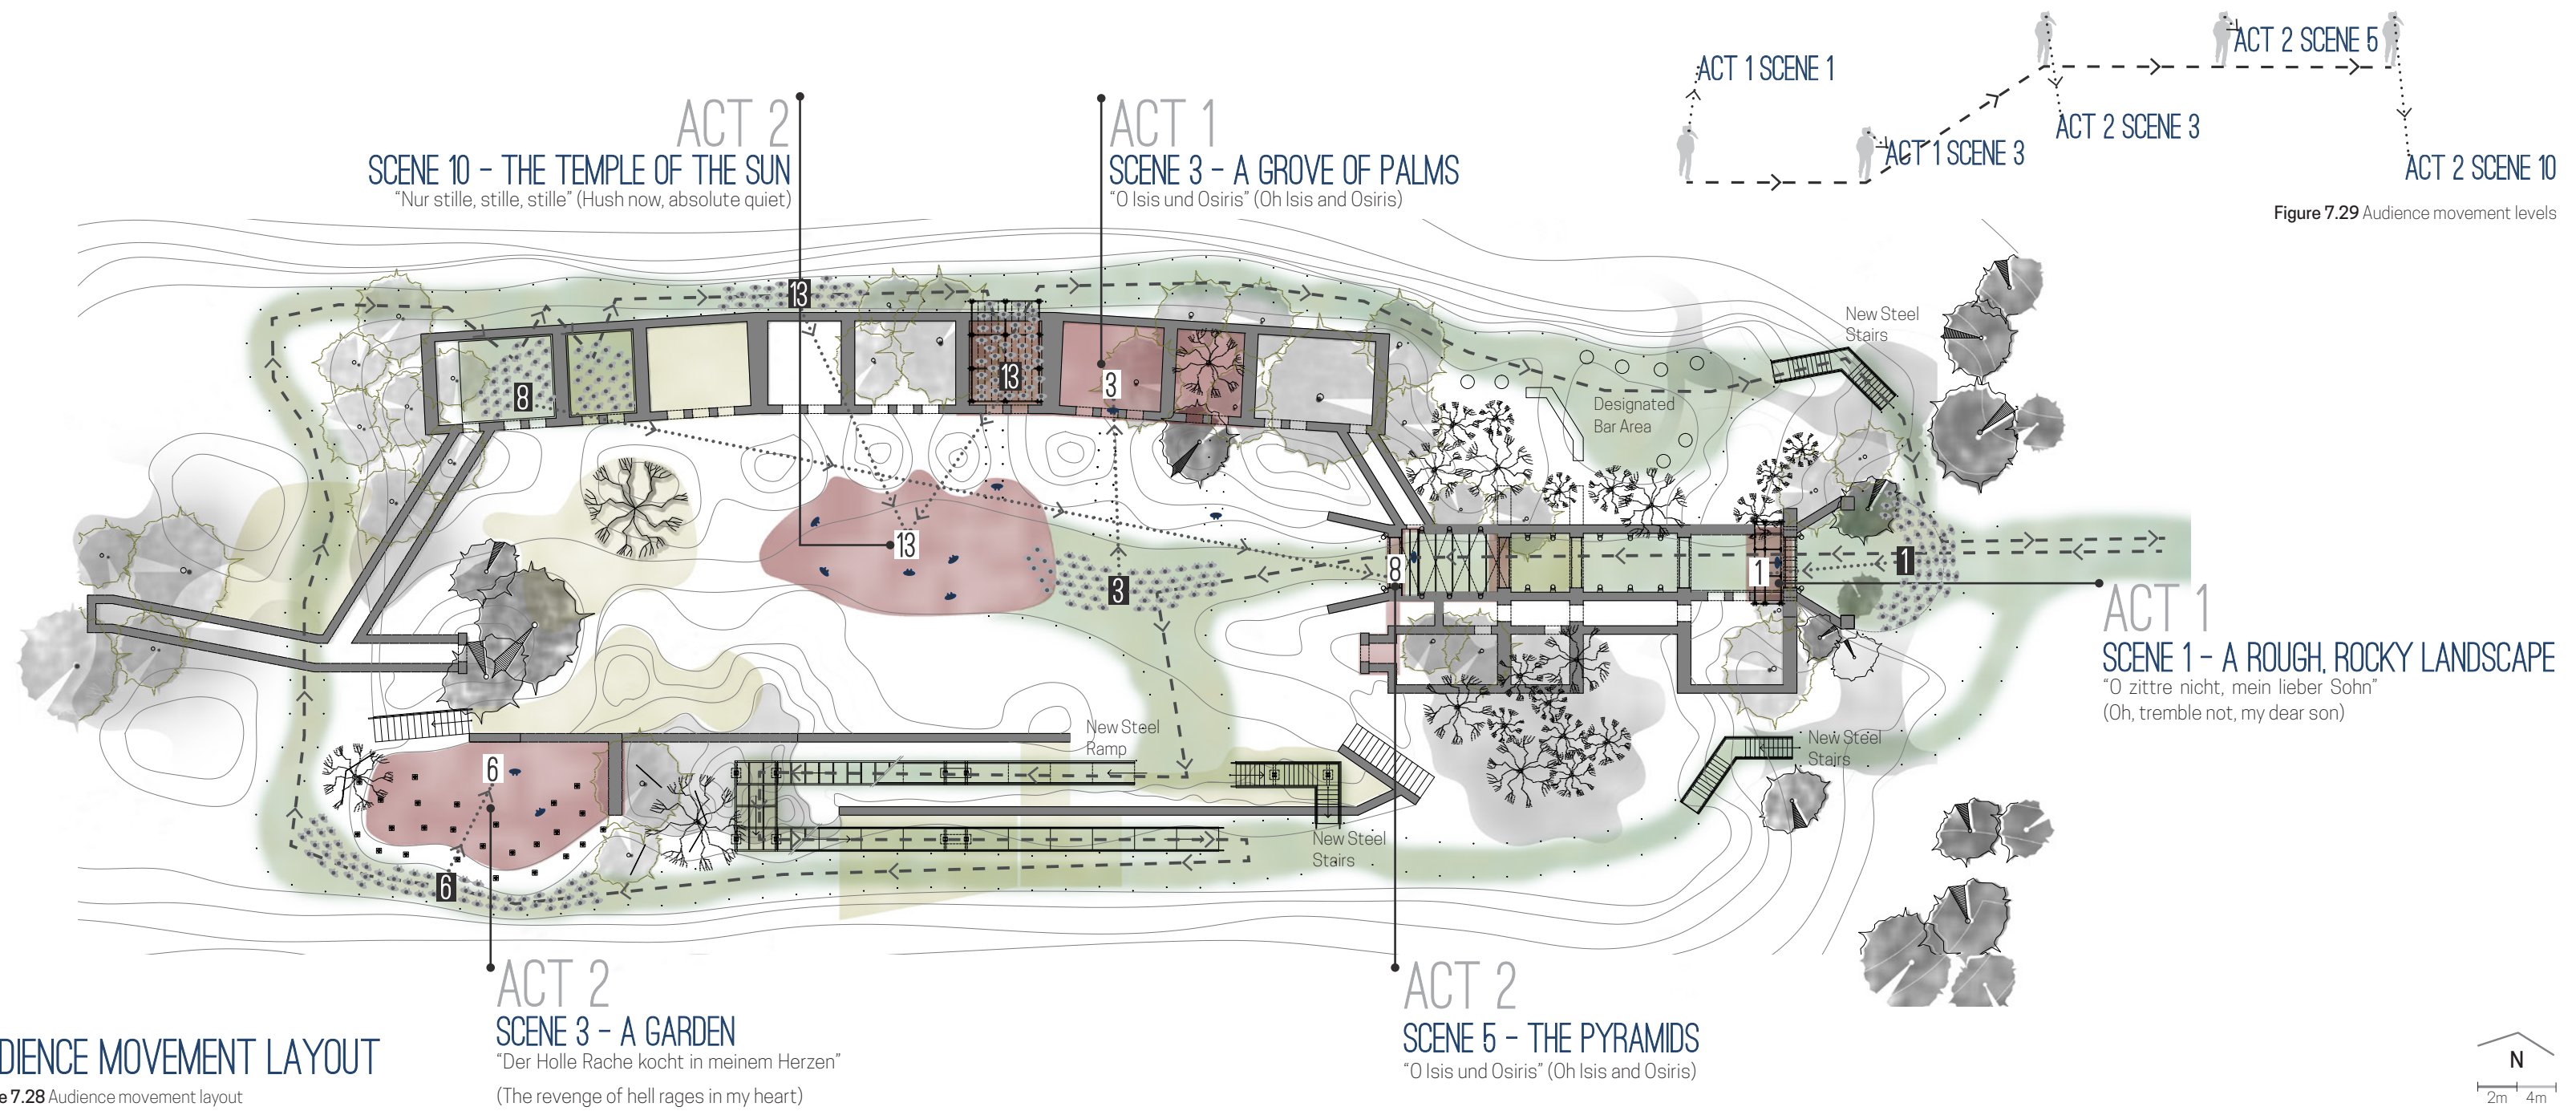 ACT 1 SCENE 1
ACT 1 SCENE 3
ACT 2 SCENE 3
ACT 2 SCENE 5
ACT 2 SCENE 10
Figure 7.29 Audience movement levels
ACT 2
SCENE 10 - THE TEMPLE OF THE SUN
“Nur stille, stille, stille” (Hush now, absolute quiet)
ACT 1
SCENE 3 - A GROVE OF PALMS
“O Isis und Osiris” (Oh Isis and Osiris)
13
New Steel
Stairs
8
13
3
Designated
Bar Area
13
3
8
1
1
ACT 1
SCENE 1 - A ROUGH, ROCKY LANDSCAPE
“O zittre nicht, mein lieber Sohn”
(Oh, tremble not, my dear son)
New Steel
Ramp
New Steel
Stairs
6
New Steel
Stairs
6
ACT 2
SCENE 3 - A GARDEN
“Der Holle Rache kocht in meinem Herzen”
(The revenge of hell rages in my heart)
ACT 2
SCENE 5 - THE PYRAMIDS
“O Isis und Osiris” (Oh Isis and Osiris)
DIENCE MOVEMENT LAYOUT
e 7.28 Audience movement layout
N
2m 4m